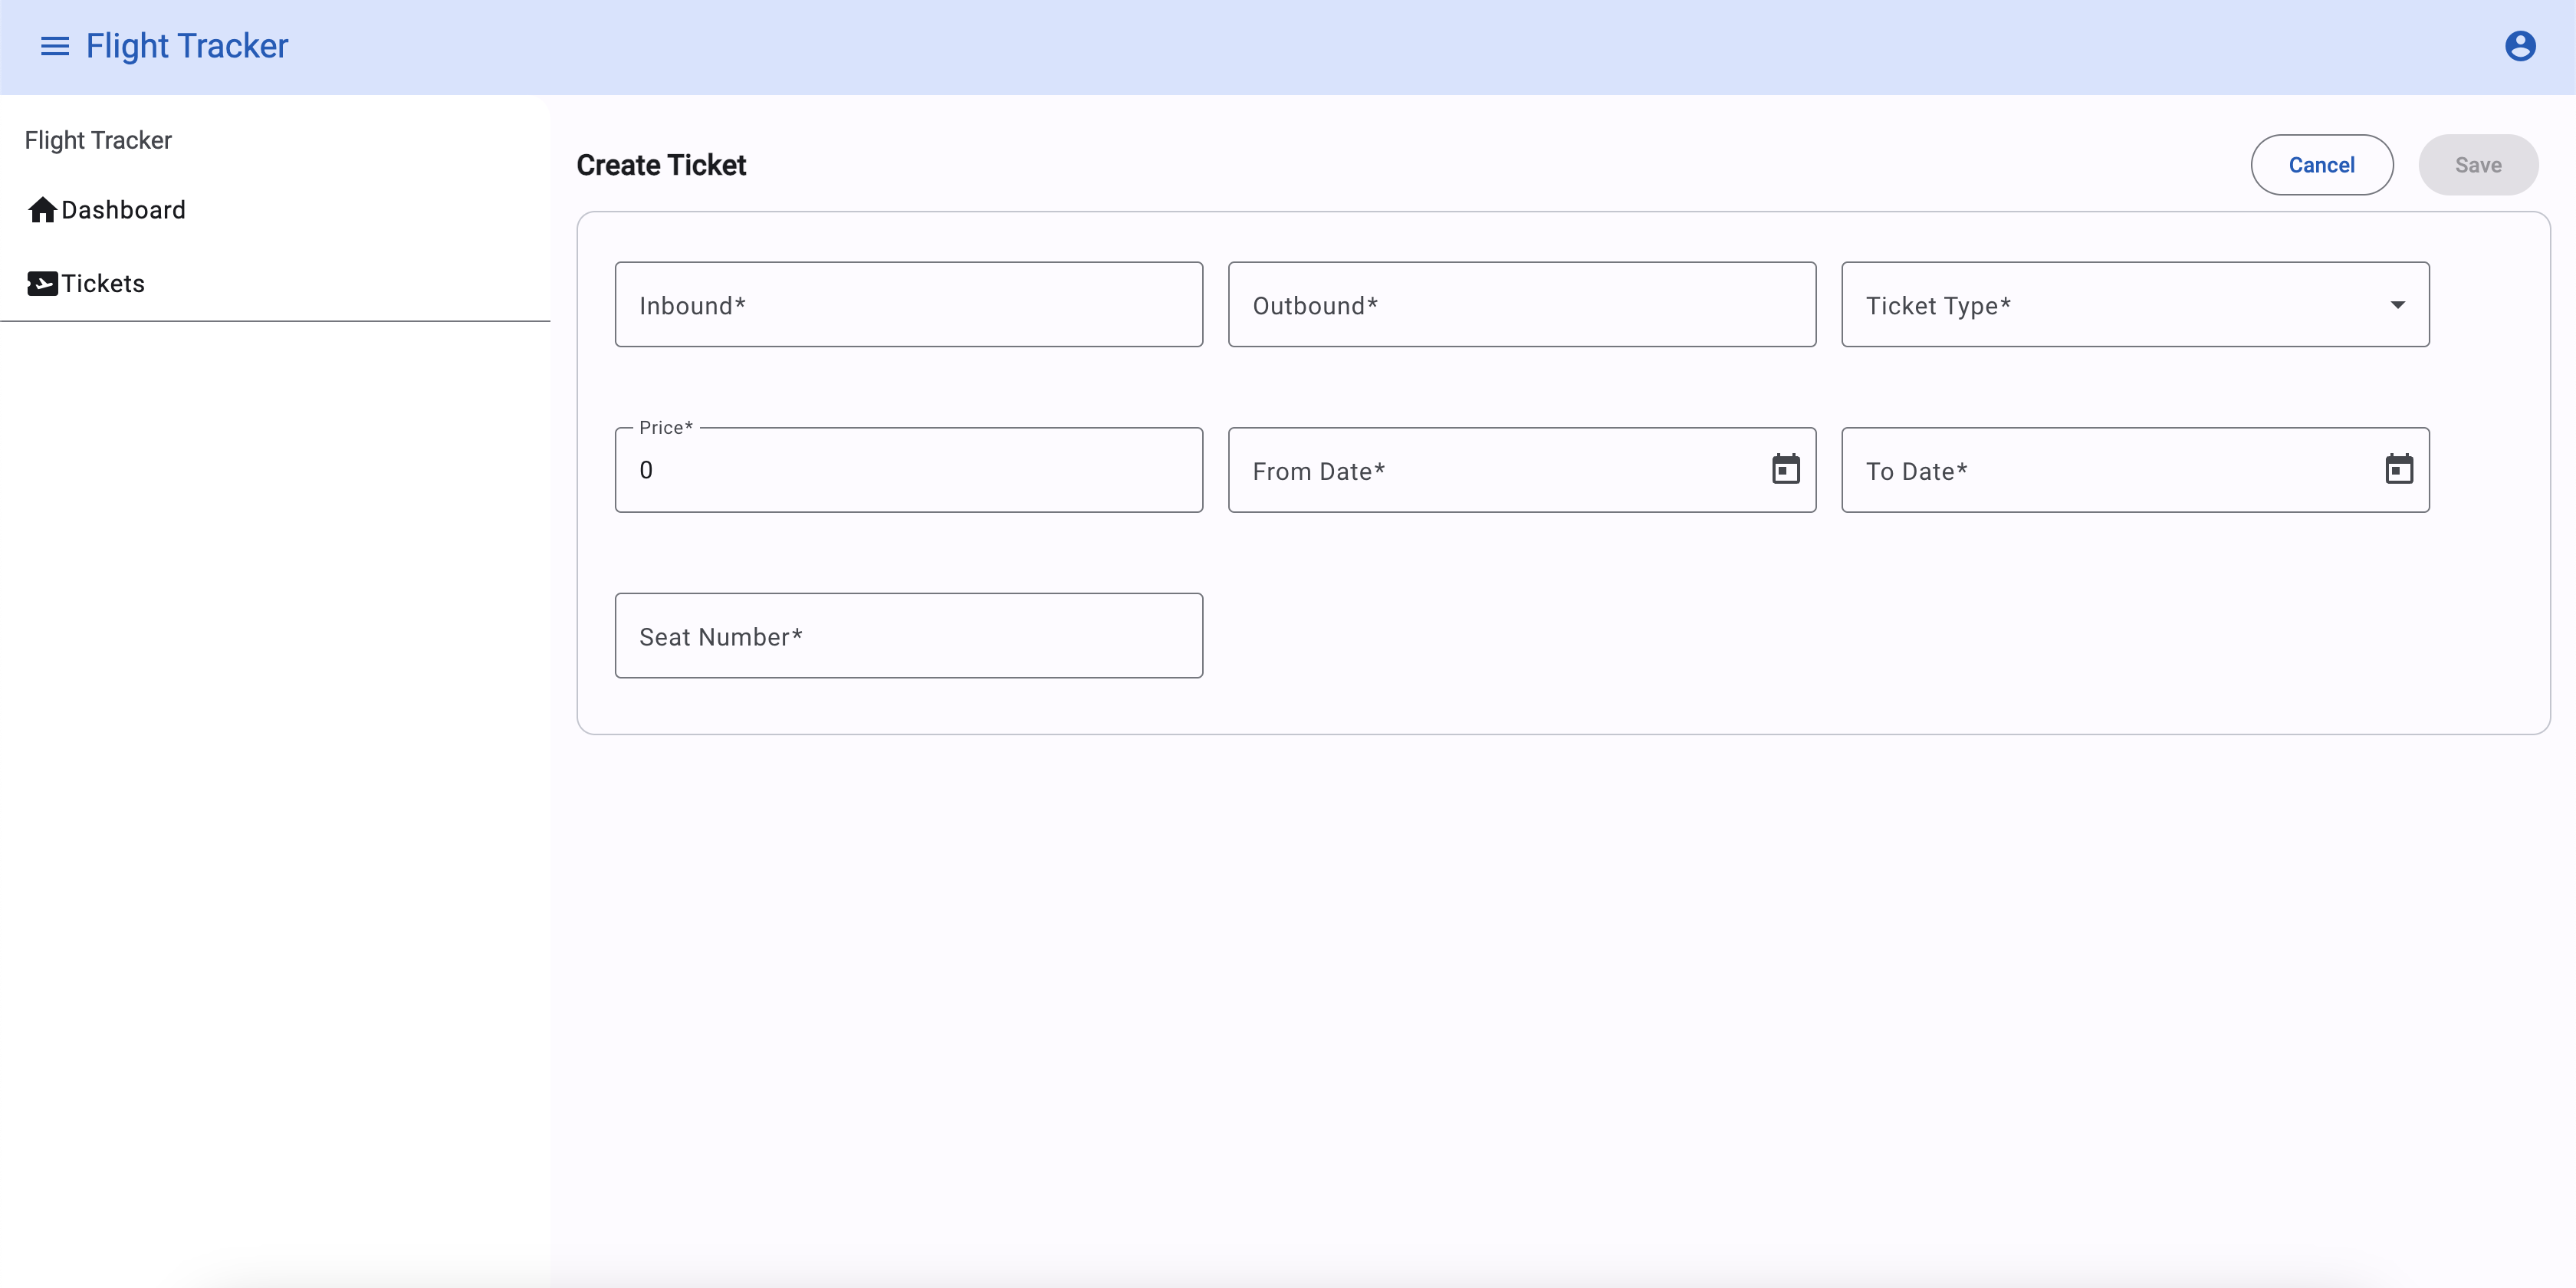 Flight Tracker
Flight Tracker
Dashboard
Tickets
Create Ticket
Cancel
Save
Inbound*
Outbound*
Ticket Type*
Price*
0
From Date*
To Date*
Seat Number*